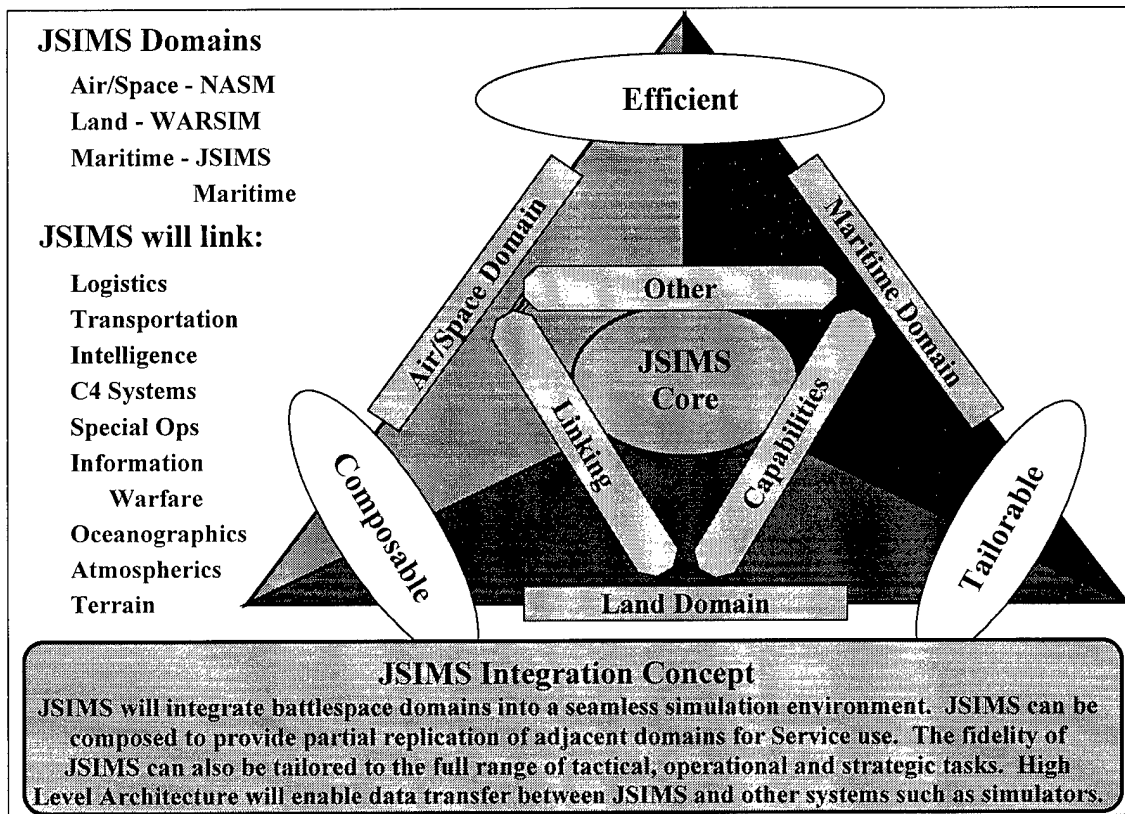 JSIMS Domains
Air/Space - NASM
Land - WARSIM
Maritime - JSIMS
Maritime
JSIMS will link:
Logistics
Transportation
Intelligence
C4 Systems
Special Ops
Information
Warfare
Oceanographics
Atmospherics
Terrain
Efficient
Air/Space Domain
Maritime Domain
Other
JSIMS
Core
Linking
Capabilities
Composable
Tailorable
Land Domain
JSIMS Integration Concept
JSIMS will integrate battlespace domains into a seamless simulation environment. JSIMS can be
composed to provide partial replication of adjacent domains for Service use. The fidelity of
JSIMS can also be tailored to the full range of tactical, operational and strategic tasks. High
Level Architecture will enable data transfer between JSIMS and other systems such as simulators.